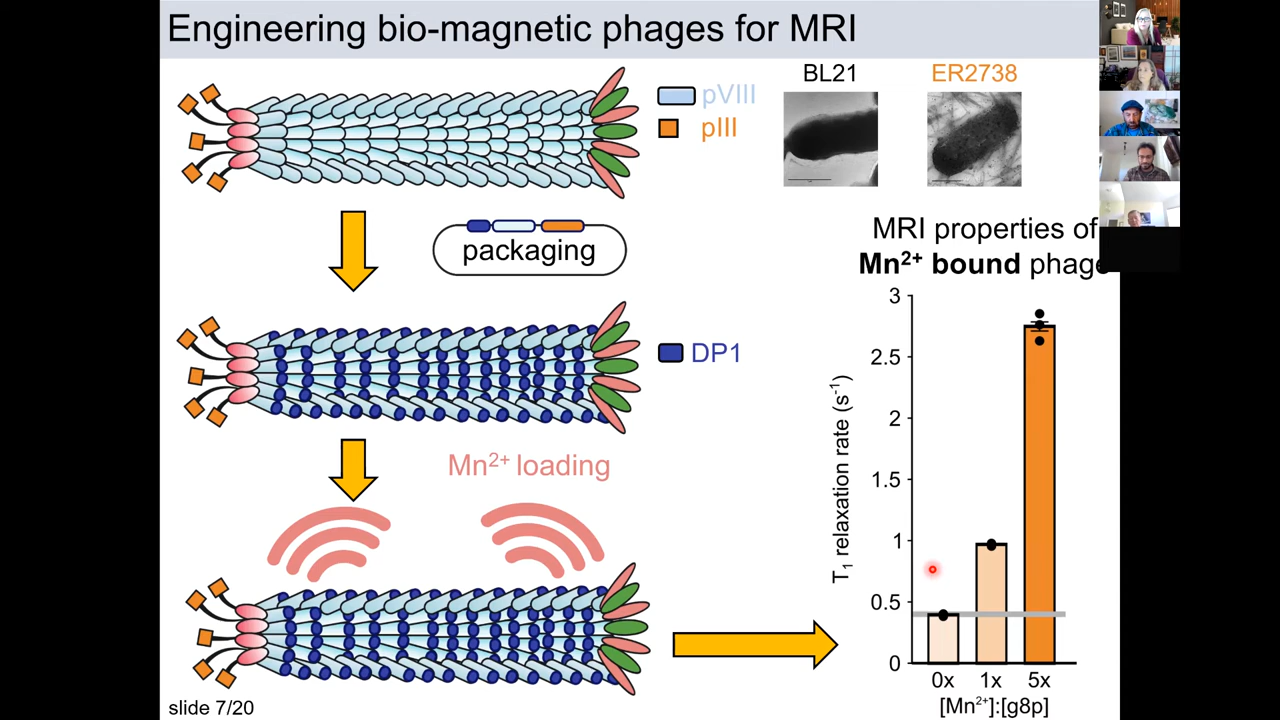 Engineering bio-magnetic phages for MRI
pVIII
pIII
BL21
ER2738
packaging
MRI properties of
Mn²⁺ bound phage
DP1
Mn²⁺ loading
T₁ relaxation rate (s⁻¹)
3
2.5
2
1.5
1
0.5
0
0x 1x 5x
[Mn²⁺]:[g8p]
slide 7/20